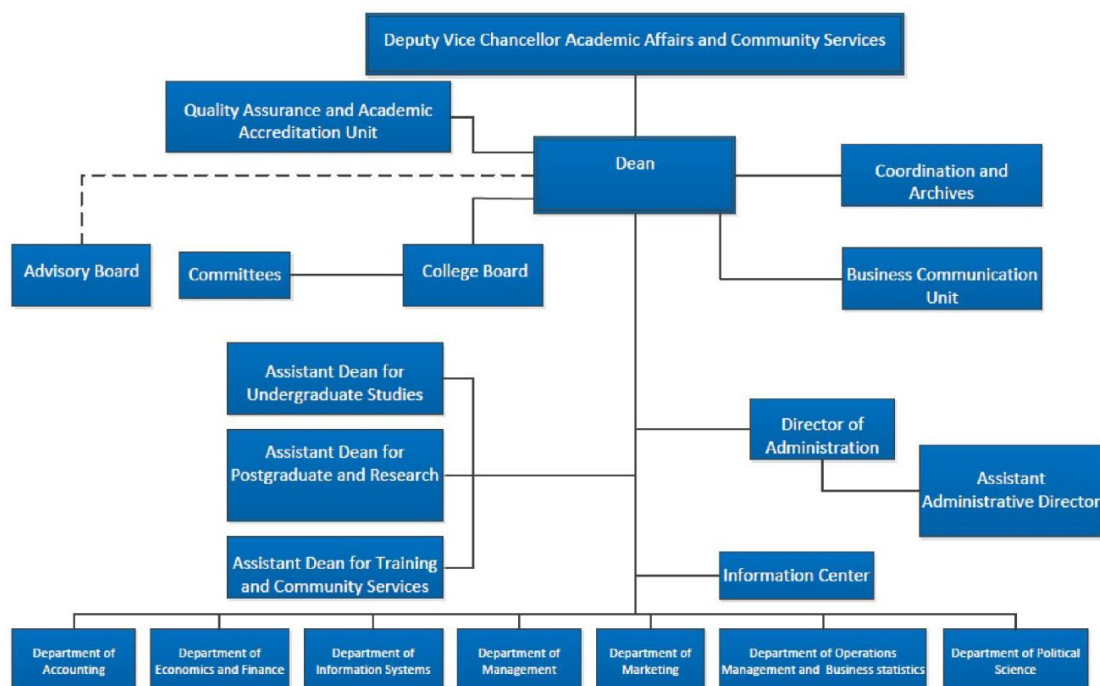 Deputy Vice Chancellor Academic Affairs and Community Services
Quality Assurance and Academic
Accreditation Unit
Dean
Coordination and
Archives
Advisory Board
Committees
College Board
Business Communication
Unit
Assistant Dean for
Undergraduate Studies
Assistant Dean for
Postgraduate and Research
Assistant Dean for Training
and Community Services
Director of
Administration
Assistant
Administrative Director
Information Center
Department of
Accounting
Department of
Economics and Finance
Department of
Information Systems
Department of
Management
Department of
Marketing
Department of Operations
Management and Business statistics
Department of Political
Science